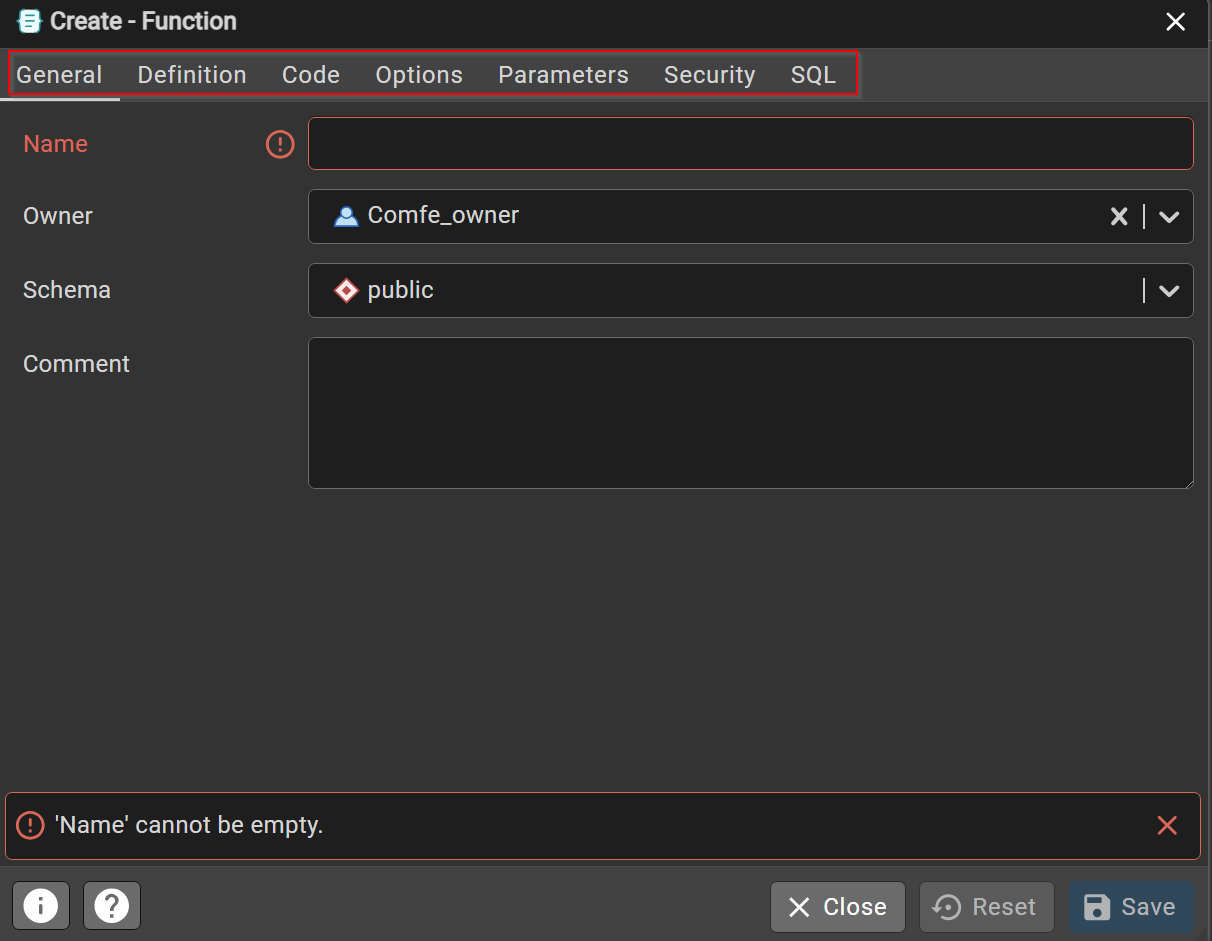 Create - Function
General Definition Code Options Parameters Security SQL
Name
Owner Comfe_owner
Schema public
Comment
'Name' cannot be empty.
Close Reset Save